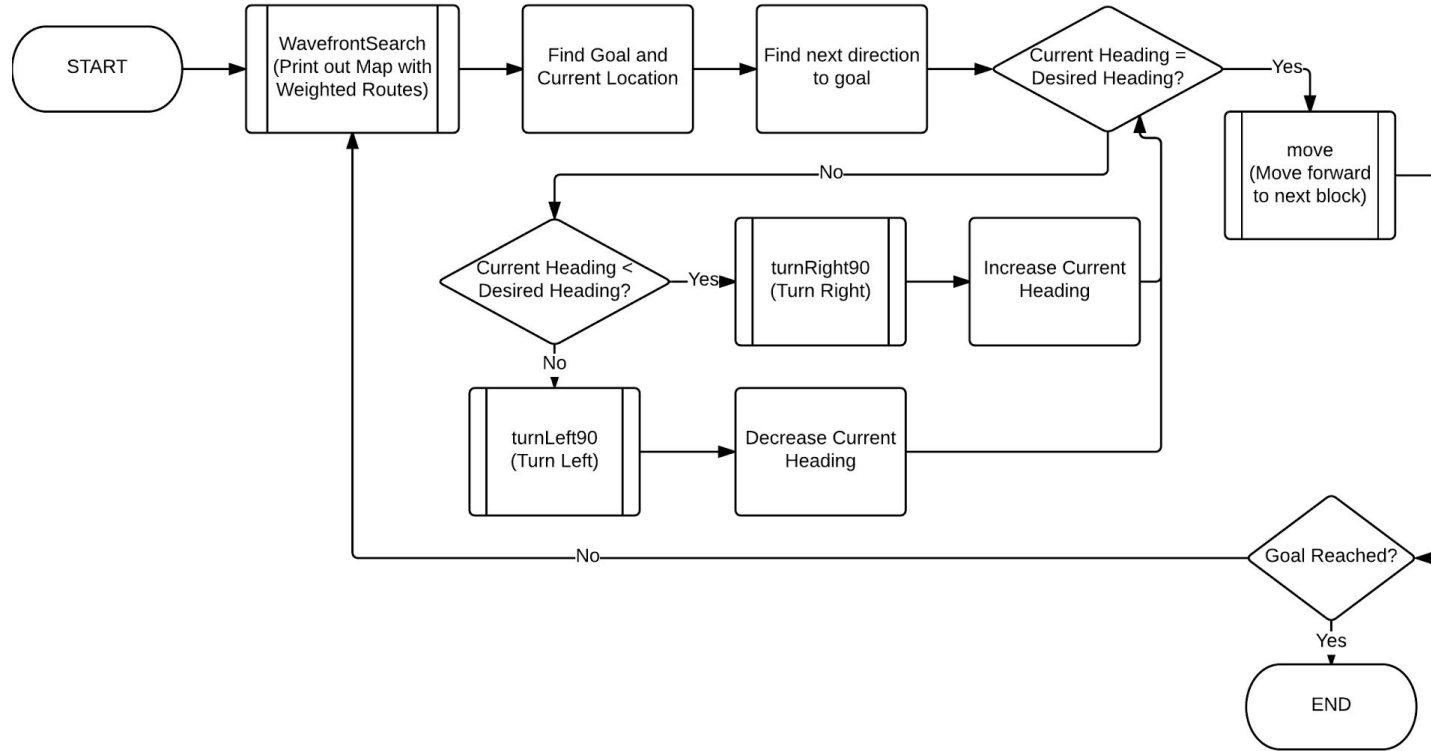 START
WavefrontSearch
(Print out Map with
Weighted Routes)
Find Goal and
Current Location
Find next direction
to goal
Current Heading =
Desired Heading?
Yes
move
(Move forward
to next block)
No
Current Heading <
Desired Heading?
Yes
turnRight90
(Turn Right)
Increase Current
Heading
No
turnLeft90
(Turn Left)
Decrease Current
Heading
Goal Reached?
No
Yes
END